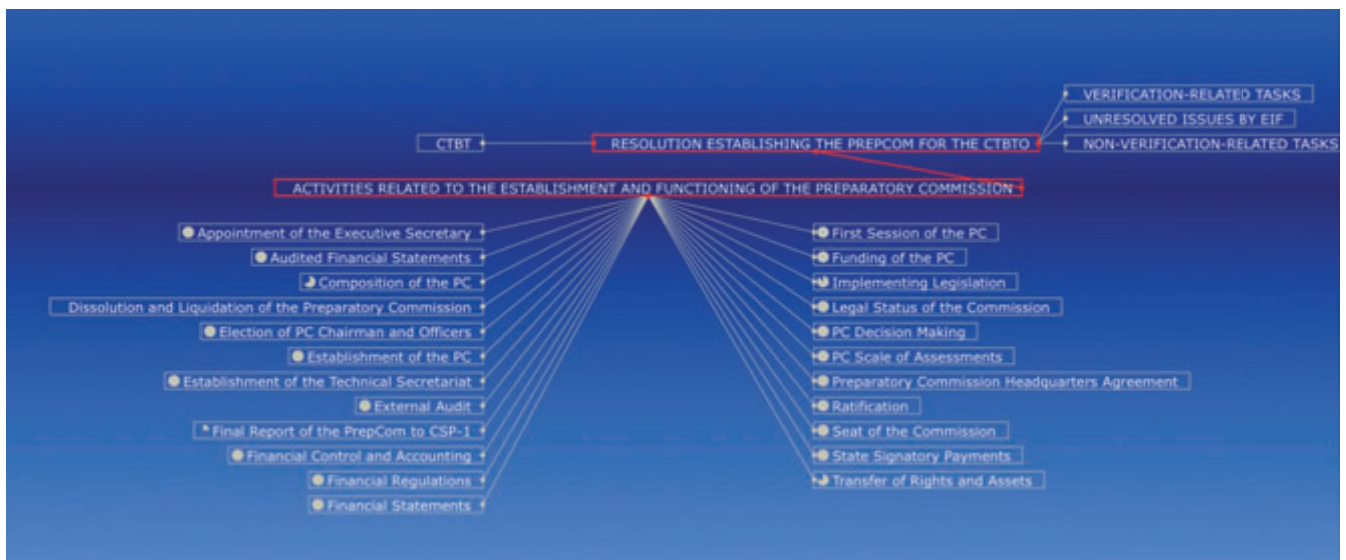 VERIFICATION-RELATED TASKS
UNRESOLVED ISSUES BY EIF
CTBT
RESOLUTION ESTABLISHING THE PREPCOM FOR THE CTBTO
NON-VERIFICATION-RELATED TASKS
ACTIVITIES RELATED TO THE ESTABLISHMENT AND FUNCTIONING OF THE PREPARATORY COMMISSION
Appointment of the Executive Secretary
Audited Financial Statements
Composition of the PC
Dissolution and Liquidation of the Preparatory Commission
Election of PC Chairman and Officers
Establishment of the PC
Establishment of the Technical Secretariat
External Audit
Final Report of the PrepCom to CSP-1
Financial Control and Accounting
Financial Regulations
Financial Statements
First Session of the PC
Funding of the PC
Implementing Legislation
Legal Status of the Commission
PC Decision Making
PC Scale of Assessments
Preparatory Commission Headquarters Agreement
Ratification
Seat of the Commission
State Signatory Payments
Transfer of Rights and Assets